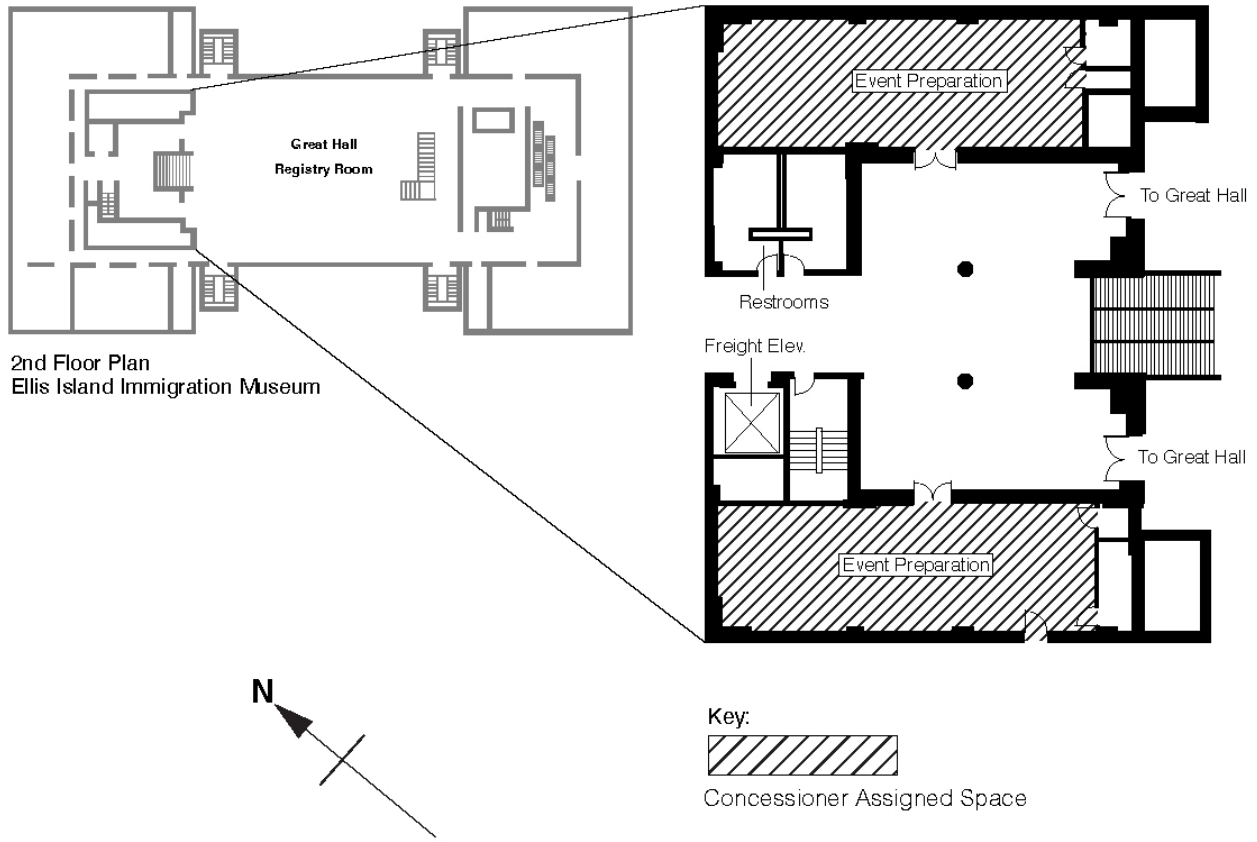 Great Hall
Registry Room
2nd Floor Plan
Ellis Island Immigration Museum
N
Event Preparation
To Great Hall
Restrooms
Freight Elev.
To Great Hall
Event Preparation
Key:
Concessioner Assigned Space